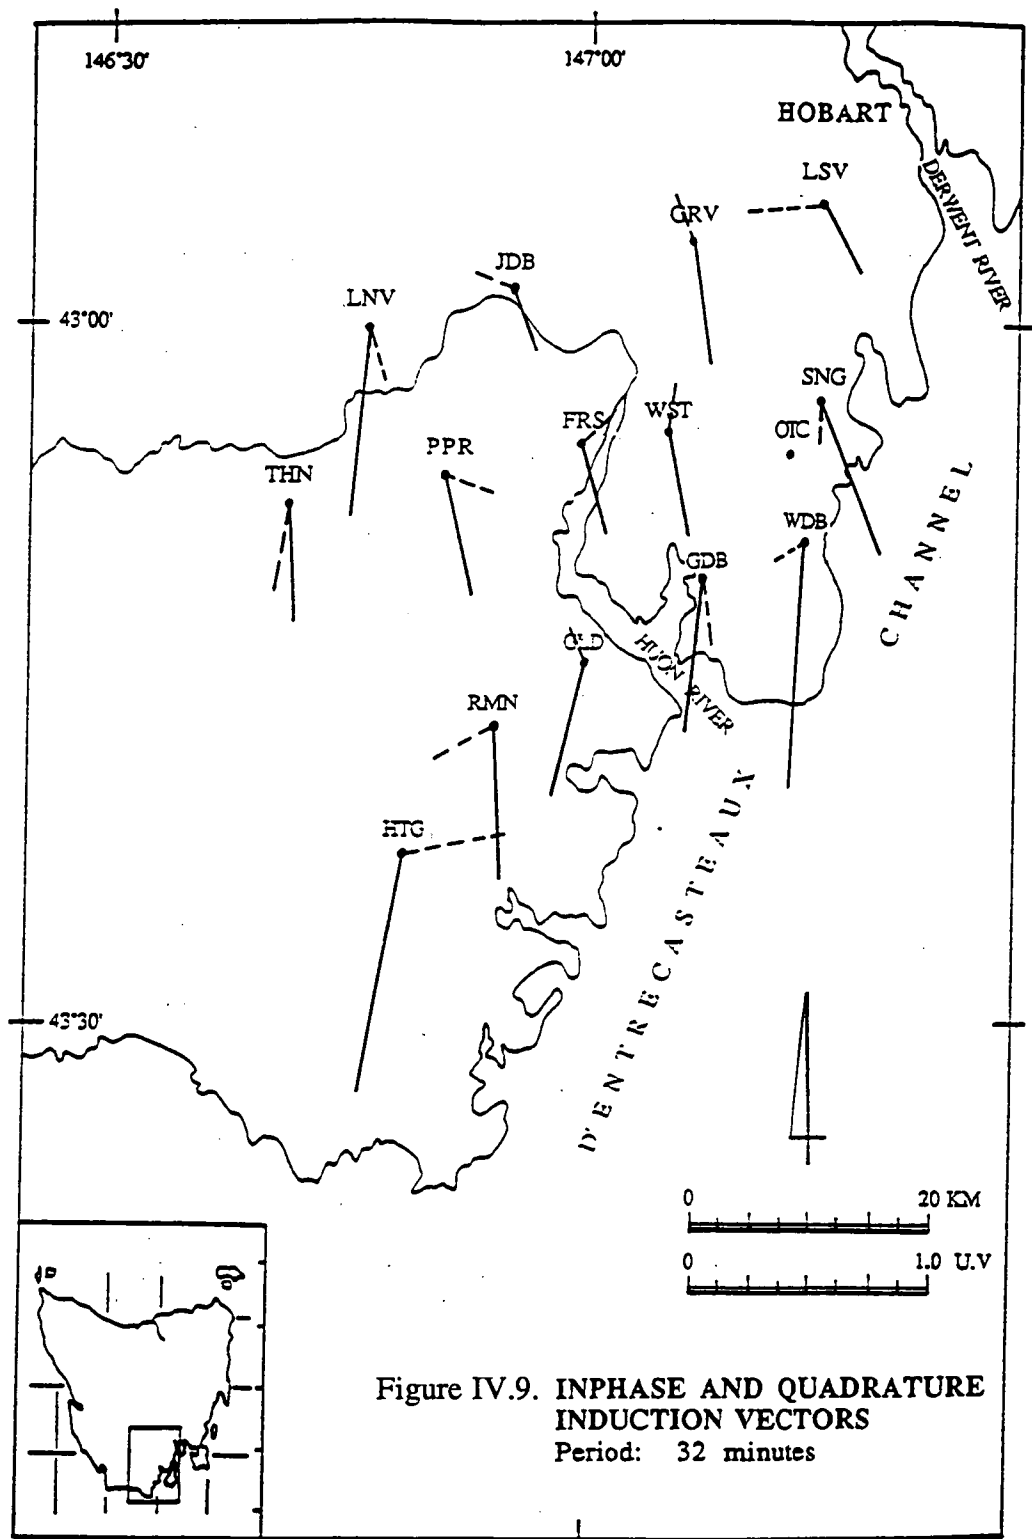 146°30'
147°00'
HOBART
LSV
DERWENT RIVER
GRV
JDB
LNV
43°00'
SNG
WST
FRS
OTC
PPR
THN
CHANNEL
WDB
GDB
HUON RIVER
RMN
HTG
D'ENTRECASTEAUX
43°30'
0 20 KM
0 1.0 U.V
Figure IV.9. INPHASE AND QUADRATURE
INDUCTION VECTORS
Period: 32 minutes